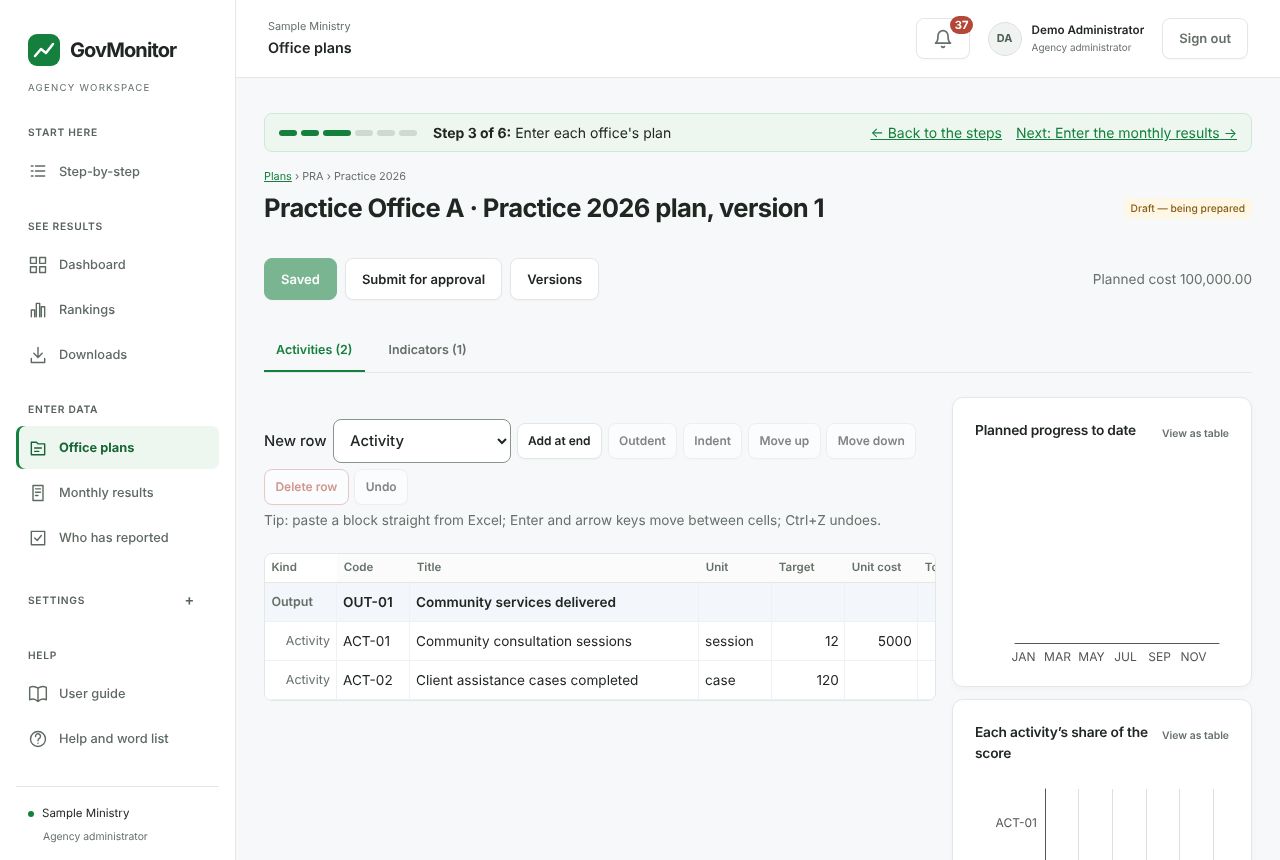 GovMonitor
AGENCY WORKSPACE
START HERE
Step-by-step
SEE RESULTS
Dashboard
Rankings
Downloads
ENTER DATA
Office plans
Monthly results
Who has reported
SETTINGS +
HELP
User guide
Help and word list
Sample Ministry
Agency administrator
Sample Ministry
Office plans
37
DA
Demo Administrator
Agency administrator
Sign out
Step 3 of 6: Enter each office's plan
← Back to the steps Next: Enter the monthly results →
Plans › PRA › Practice 2026
Practice Office A · Practice 2026 plan, version 1
Draft — being prepared
Saved Submit for approval Versions
Planned cost 100,000.00
Activities (2) Indicators (1)
New row Activity Add at end Outdent Indent Move up Move down
Delete row Undo
Tip: paste a block straight from Excel; Enter and arrow keys move between cells; Ctrl+Z undoes.
Kind Code Title Unit Target Unit cost
Output OUT-01 Community services delivered
Activity ACT-01 Community consultation sessions session 12 5000
Activity ACT-02 Client assistance cases completed case 120
Planned progress to date View as table
JAN MAR MAY JUL SEP NOV
Each activity’s share of the View as table
score
ACT-01